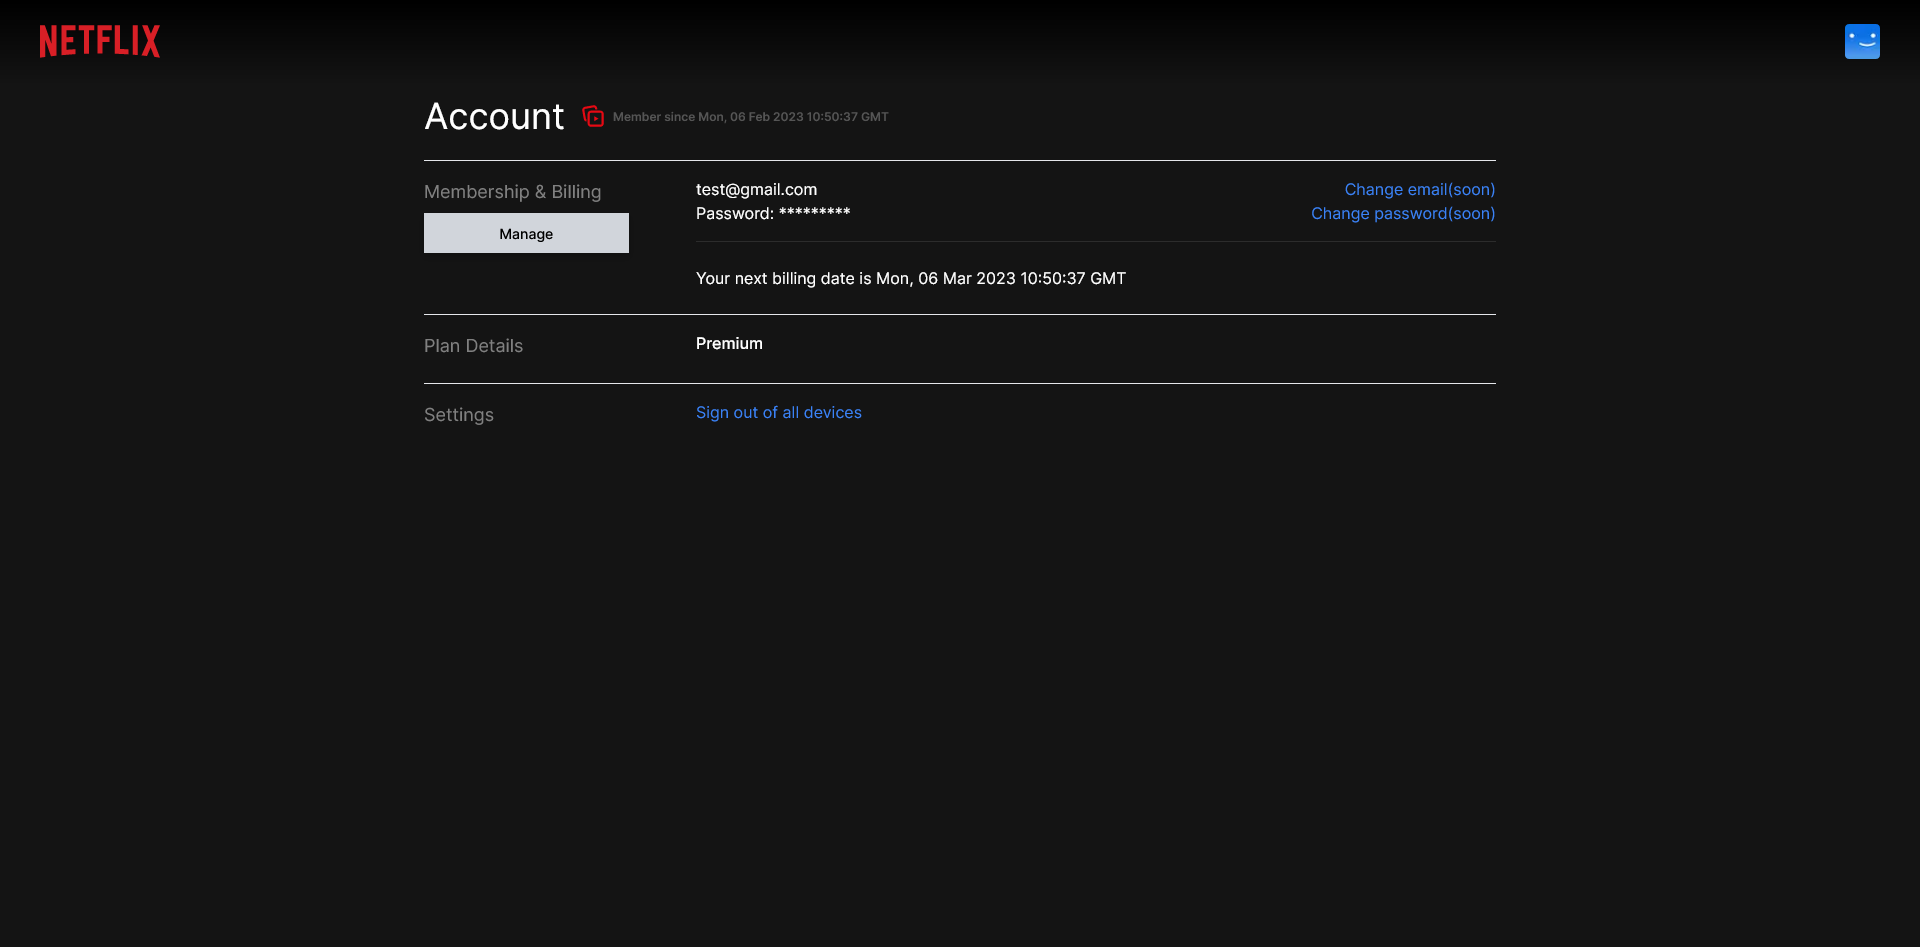 NETFLIX
Account
Member since Mon, 06 Feb 2023 10:50:37 GMT
Membership & Billing
Manage
test@gmail.com
Change email(soon)
Password: *********
Change password(soon)
Your next billing date is Mon, 06 Mar 2023 10:50:37 GMT
Plan Details
Premium
Settings
Sign out of all devices